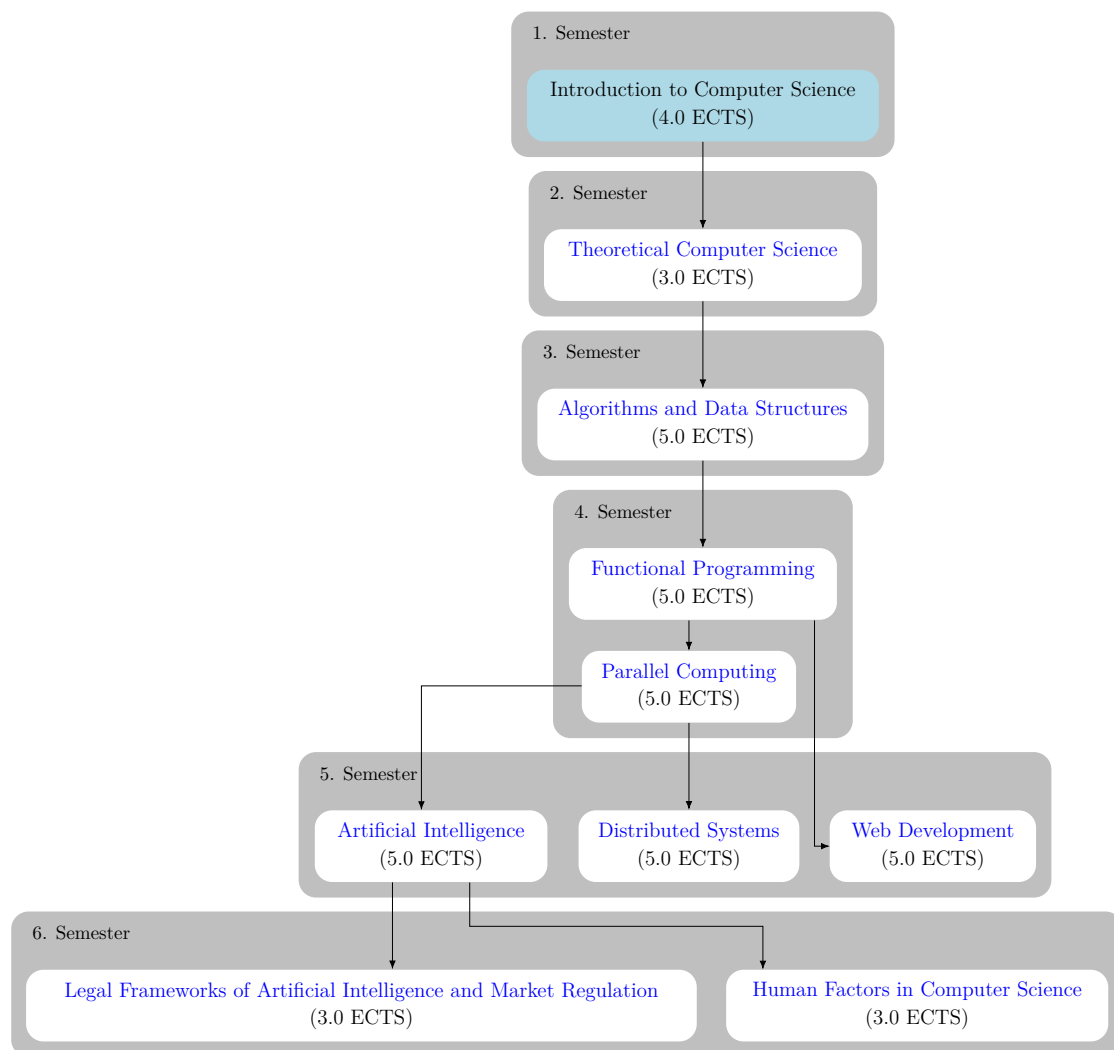 1. Semester
Introduction to Computer Science
(4.0 ECTS)
2. Semester
Theoretical Computer Science
(3.0 ECTS)
3. Semester
Algorithms and Data Structures
(5.0 ECTS)
4. Semester
Functional Programming
(5.0 ECTS)
Parallel Computing
(5.0 ECTS)
5. Semester
Artificial Intelligence
(5.0 ECTS)
Distributed Systems
(5.0 ECTS)
Web Development
(5.0 ECTS)
6. Semester
Legal Frameworks of Artificial Intelligence and Market Regulation
(3.0 ECTS)
Human Factors in Computer Science
(3.0 ECTS)